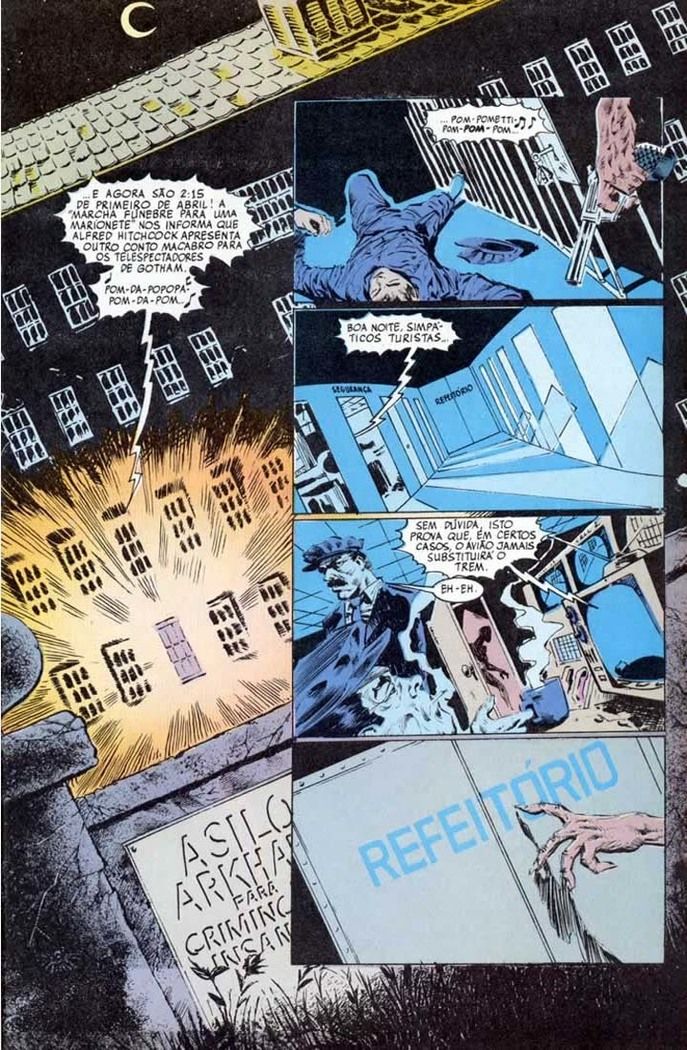 ...E AGORA SÃO 2:15
DE PRIMEIRO DE ABRIL! A
"MARCHA FÚNEBRE PARA UMA
MARIONETE" NOS INFORMA QUE
ALFRED HITCHCOCK APRESENTA
OUTRO CONTO MACABRO PARA
OS TELESPECTADORES
DE GOTHAM.
POM-DA-POPOPA-
POM-DA-POM...
... POM-POMETTI-
POM-POM-POM...
BOA NOITE, SIMPÁ-
TICOS TURISTAS...
SEGURANÇA
REFEITÓRIO
SEM DÚVIDA, ISTO
PROVA QUE, EM CERTOS
CASOS, O AVIÃO JAMAIS
SUBSTITUIRÁ O
TREM.
EH-EH.
REFEITÓRIO
ASILO
ARKHA
PARA
CRIMINO
INSAN